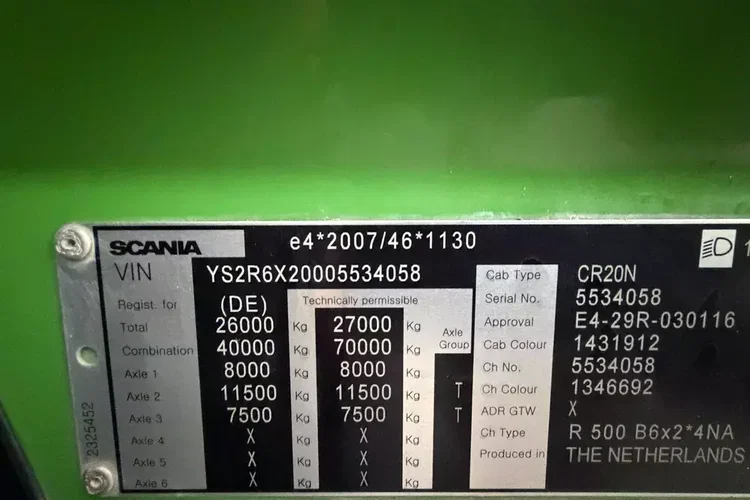 SCANIA e4*2007/46*1130
VIN YS2R6X20005534058
Regist. for (DE) Technically permissible
Total 26000 Kg 27000 Kg Axle Group
Combination 40000 Kg 70000 Kg
Axle 1 8000 Kg 8000 Kg
Axle 2 11500 Kg 11500 Kg T
Axle 3 7500 Kg 7500 Kg T
Axle 4 X Kg X Kg
Axle 5 X Kg X Kg
Axle 6 X Kg X Kg
2325452
Cab Type CR20N
Serial No. 5534058
Approval E4-29R-030116
Cab Colour 1431912
Ch No. 5534058
Ch Colour 1346692
ADR GTW X
Ch Type R 500 B6x2*4NA
Produced in THE NETHERLANDS